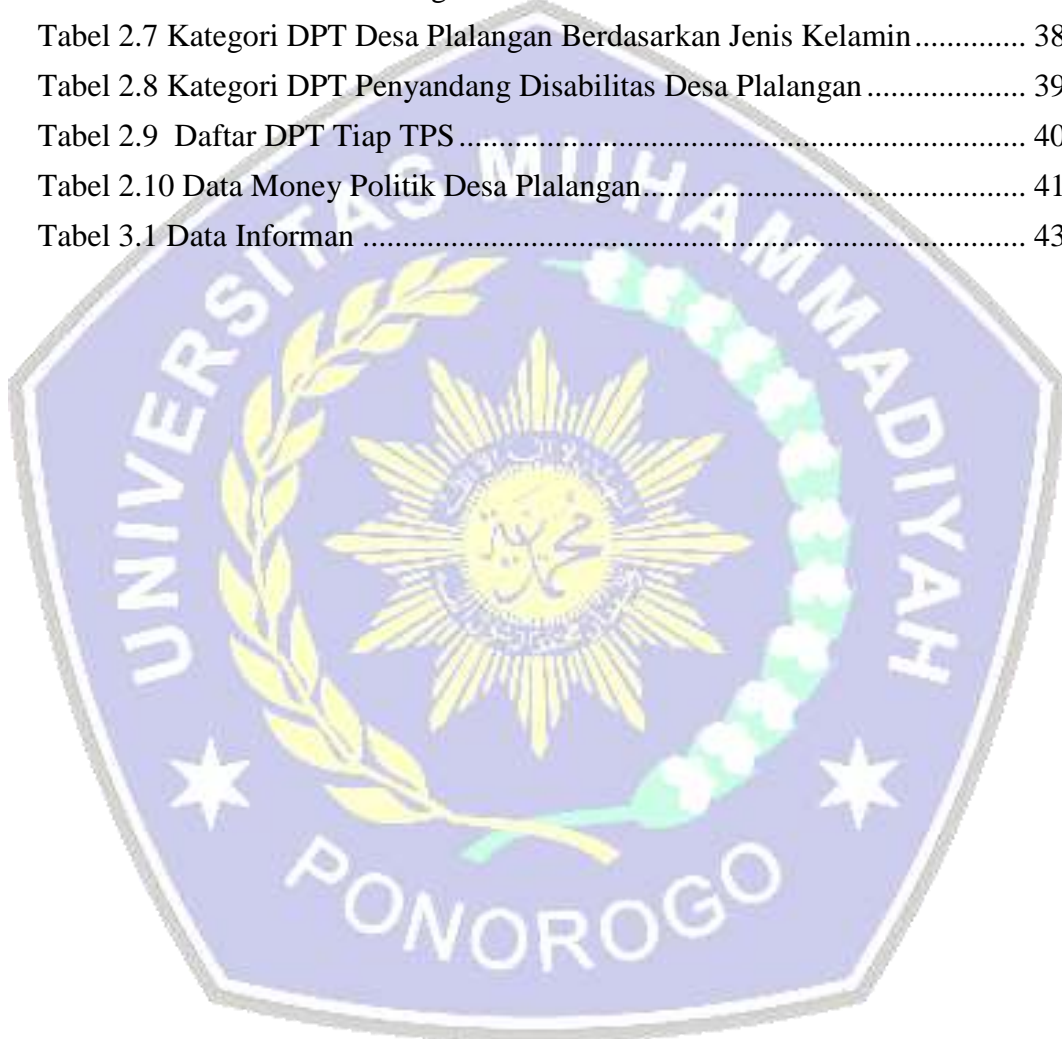 Tabel 2.7 Kategori DPT Desa Plalangan Berdasarkan Jenis Kelamin ............. 38
Tabel 2.8 Kategori DPT Penyandang Disabilitas Desa Plalangan ................... 39
Tabel 2.9 Daftar DPT Tiap TPS .................................................................... 40
Tabel 2.10 Data Money Politik Desa Plalangan .............................................. 41
Tabel 3.1 Data Informan ................................................................................ 43
UNIVERSITAS MUHAMMADIYAH
محمد
PONOROGO